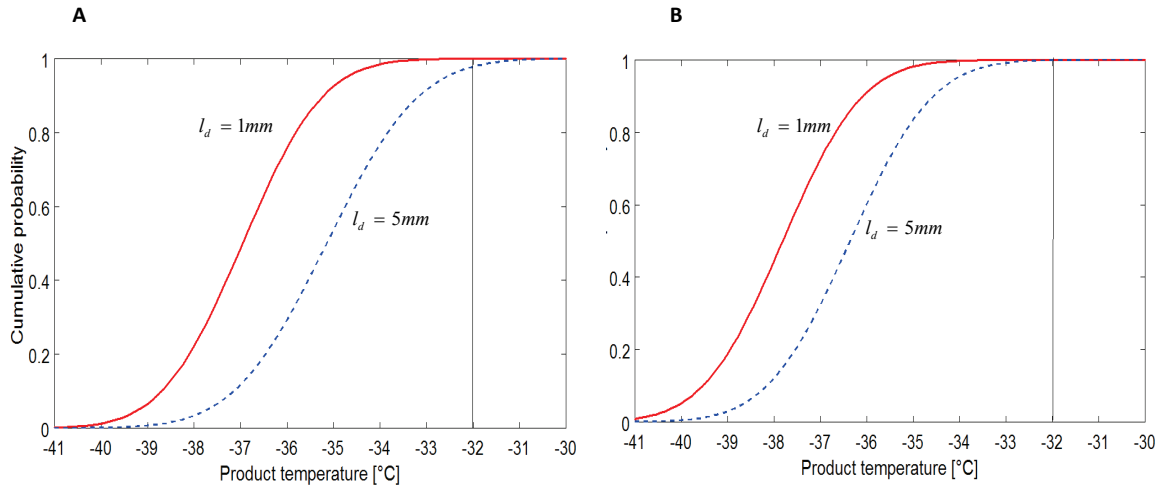 A
B
1
0.8
0.6
0.4
0.2
0
l_d = 1mm
l_d = 5mm
-41 -40 -39 -38 -37 -36 -35 -34 -33 -32 -31 -30
Product temperature [°C]
Cumulative probability
1
0.8
0.6
0.4
0.2
0
l_d = 1mm
l_d = 5mm
-41 -40 -39 -38 -37 -36 -35 -34 -33 -32 -31 -30
Product temperature [°C]